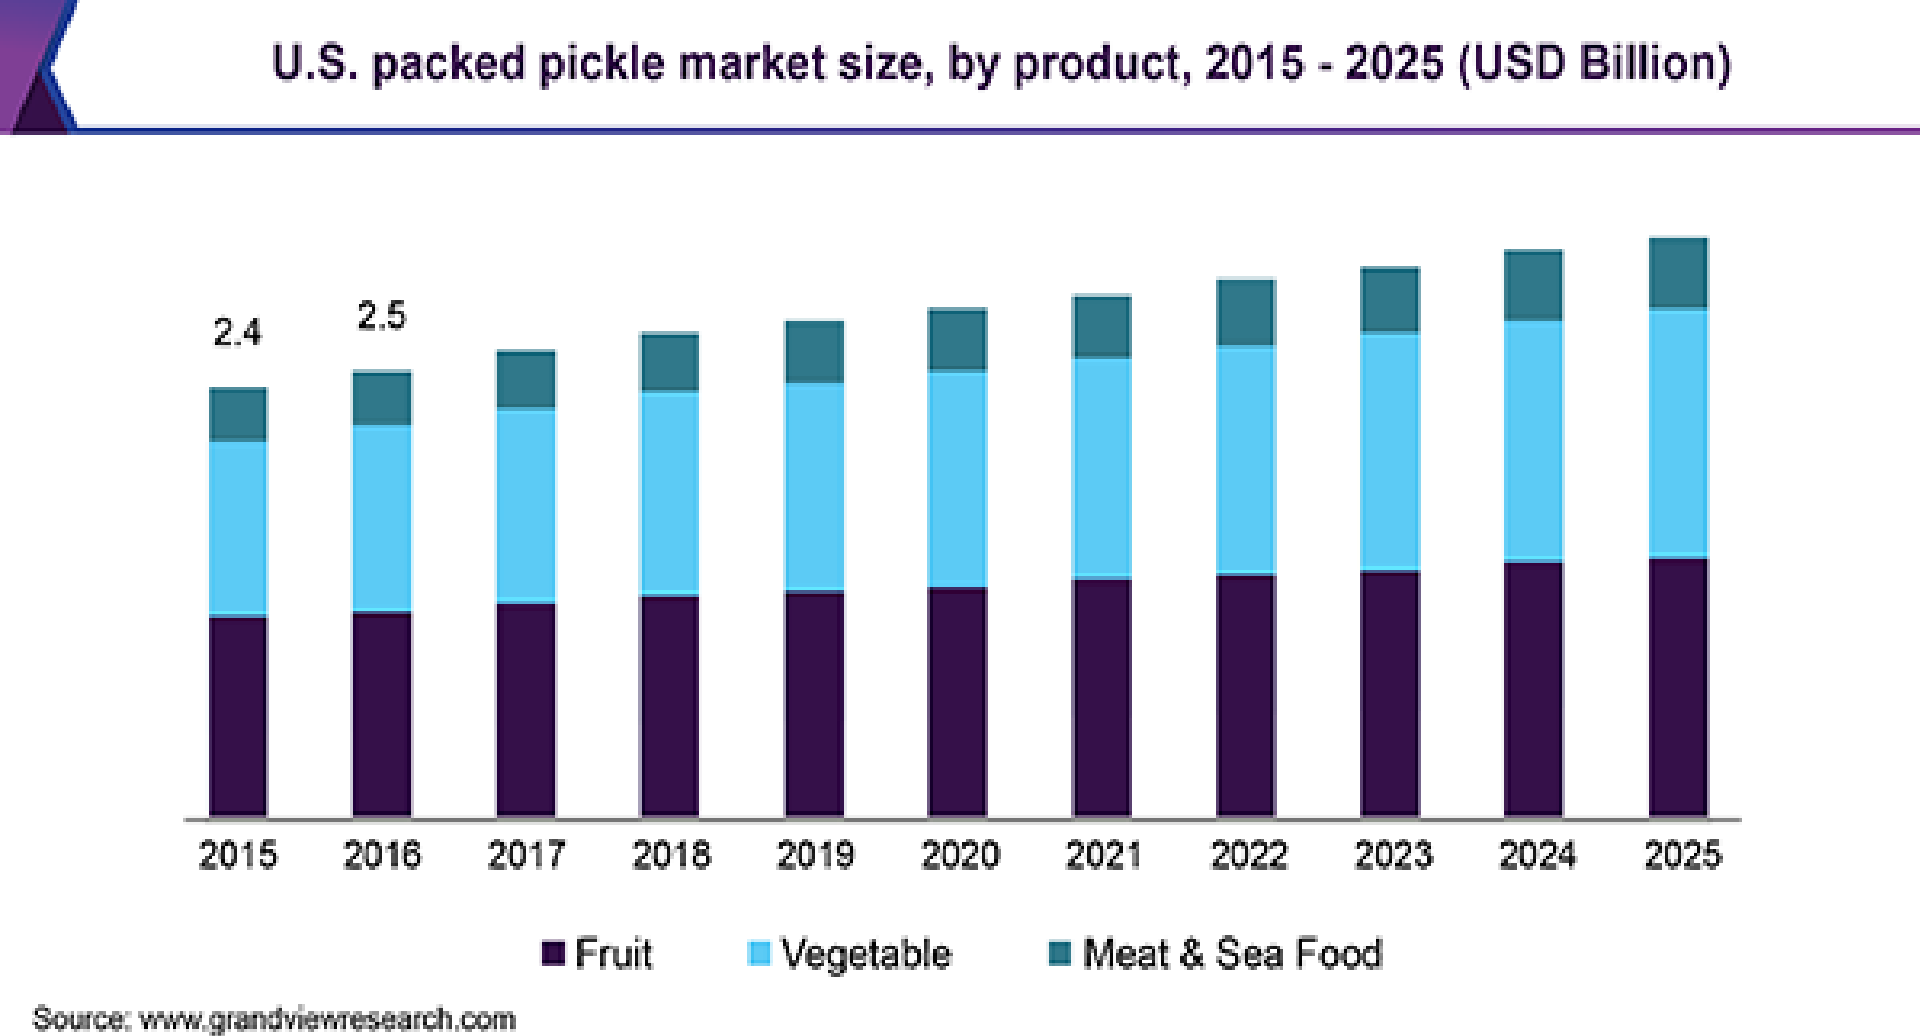 U.S. packed pickle market size, by product, 2015 - 2025 (USD Billion)
2.4
2.5
2015 2016 2017 2018 2019 2020 2021 2022 2023 2024 2025
Fruit Vegetable Meat & Sea Food
Source: www.grandviewresearch.com